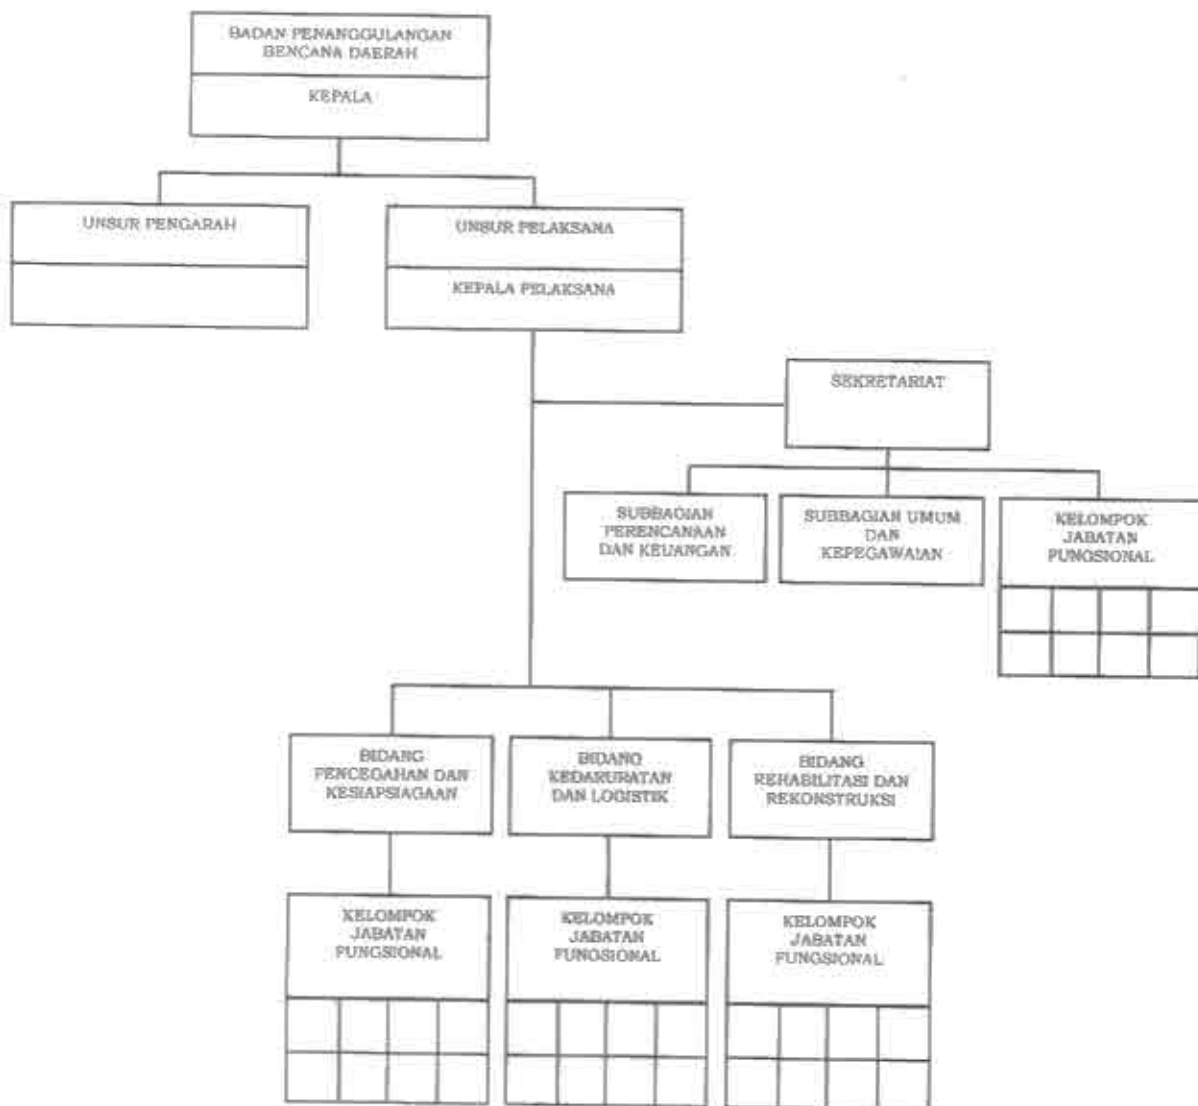 BADAN PENANGGULANGAN
BENCANA DAERAH
KEPALA
UNSUR PENGARAH
UNSUR PELAKSANA
KEPALA PELAKSANA
SEKRETARIAT
SUBBAGIAN
PERENCANAAN
DAN KEUANGAN
SUBBAGIAN UMUM
DAN
KEPEGAWAIAN
KELOMPOK
JABATAN
FUNGSIONAL
BIDANG
PENCEGAHAN DAN
KESIAPSIAGAAN
BIDANG
KEDARURATAN
DAN LOGISTIK
BIDANG
REHABILITASI DAN
REKONSTRUKSI
KELOMPOK
JABATAN
FUNGSIONAL
KELOMPOK
JABATAN
FUNGSIONAL
KELOMPOK
JABATAN
FUNGSIONAL